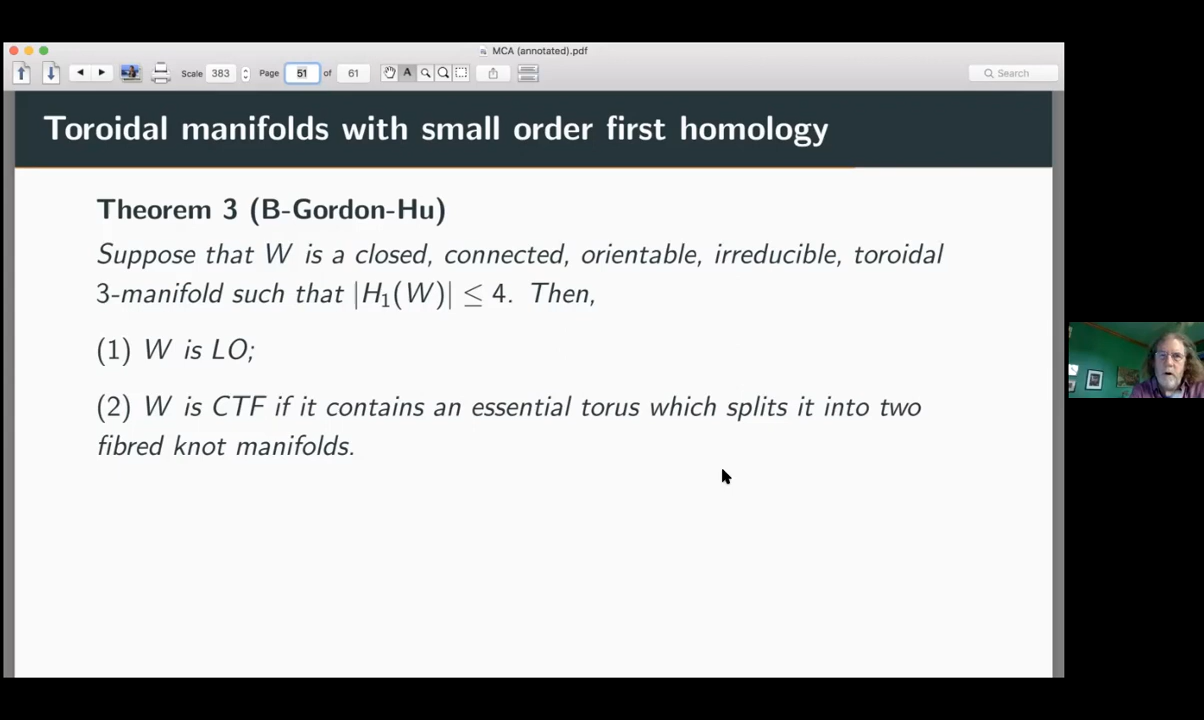 MCA (annotated).pdf
Scale 383 Page 51 of 61 A Search
Toroidal manifolds with small order first homology
Theorem 3 (B-Gordon-Hu)
Suppose that W is a closed, connected, orientable, irreducible, toroidal
3-manifold such that |H₁(W)| ≤ 4. Then,
(1) W is LO;
(2) W is CTF if it contains an essential torus which splits it into two
fibred knot manifolds.